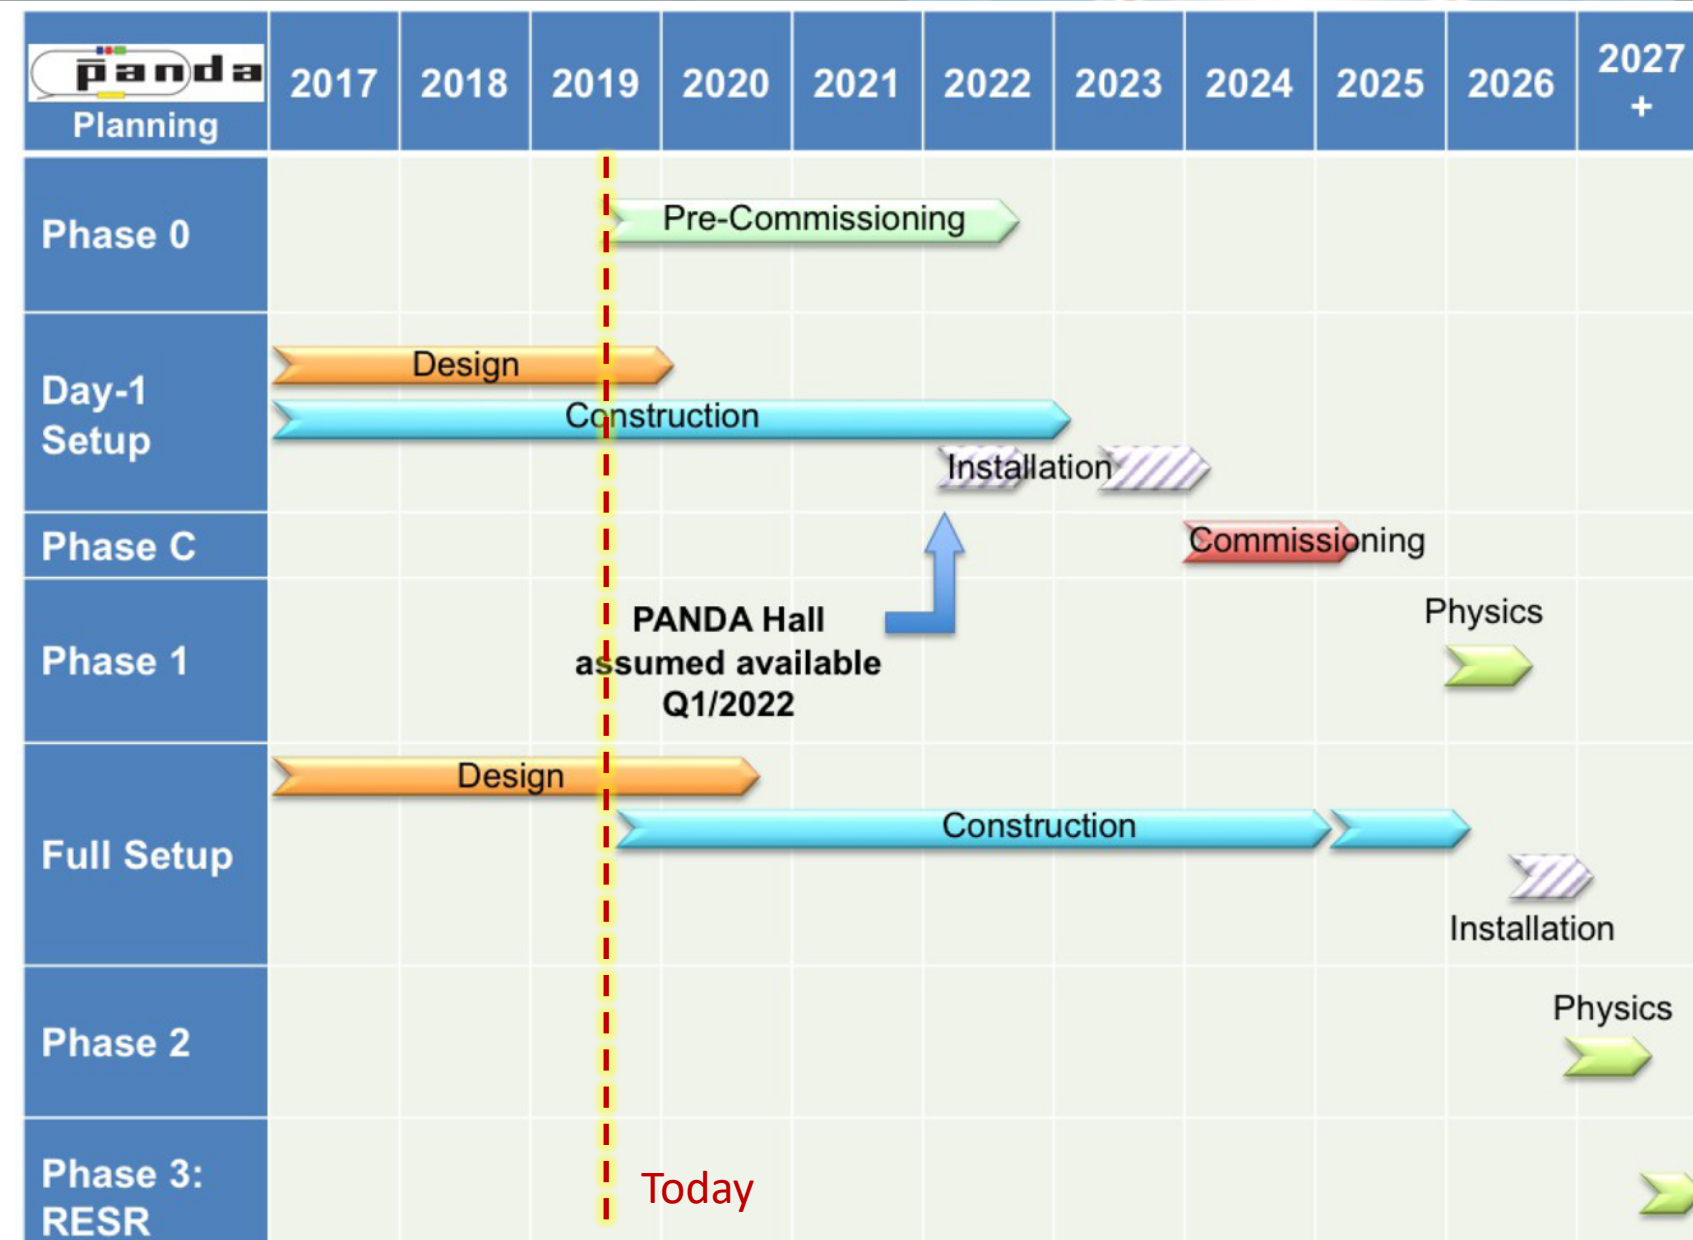 p̄anda
Planning
2017
2018
2019
2020
2021
2022
2023
2024
2025
2026
2027
+
Phase 0
Pre-Commissioning
Day-1
Setup
Design
Construction
Installation
Phase C
Commissioning
Phase 1
PANDA Hall
assumed available
Q1/2022
Physics
Full Setup
Design
Construction
Installation
Phase 2
Physics
Phase 3:
RESR
Today